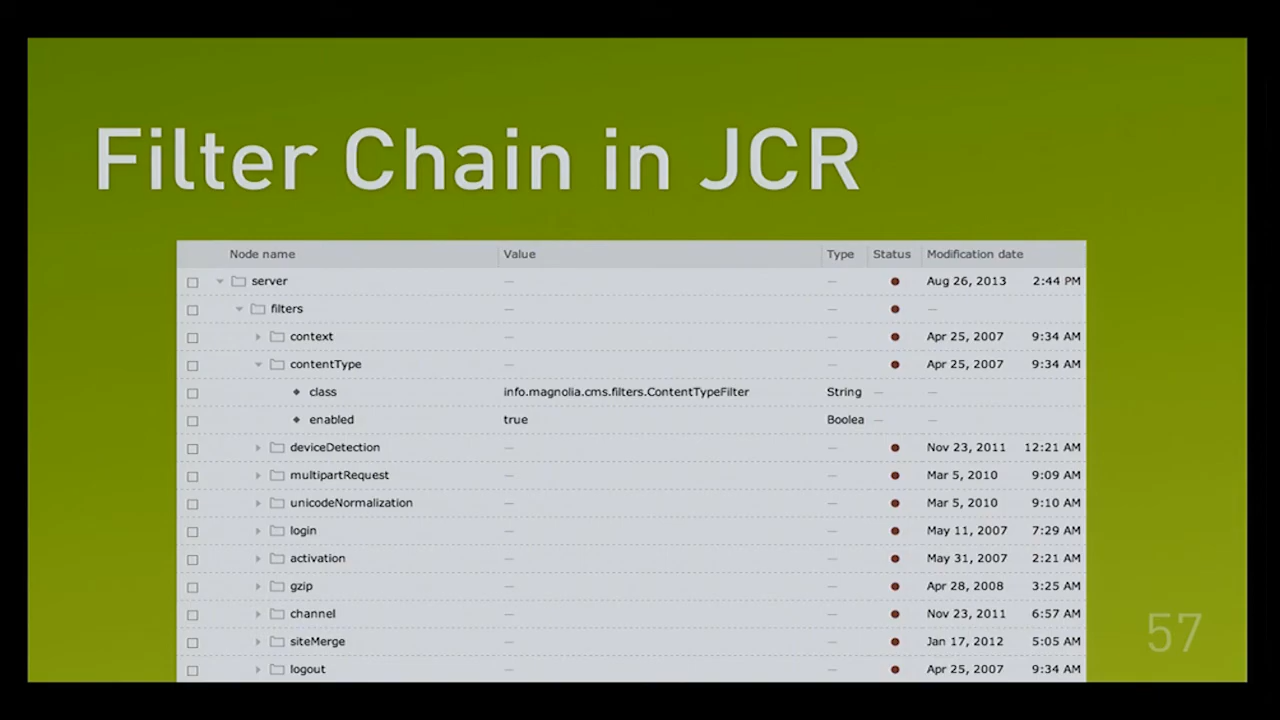 Filter Chain in JCR
Node name Value Type Status Modification date
server — — Aug 26, 2013 2:44 PM
filters — — —
context — — Apr 25, 2007 9:34 AM
contentType — — Apr 25, 2007 9:34 AM
class info.magnolia.cms.filters.ContentTypeFilter String — —
enabled true Boolea — —
deviceDetection — — Nov 23, 2011 12:21 AM
multipartRequest — — Mar 5, 2010 9:09 AM
unicodeNormalization — — Mar 5, 2010 9:10 AM
login — — May 11, 2007 7:29 AM
activation — — May 31, 2007 2:21 AM
gzip — — Apr 28, 2008 3:25 AM
channel — — Nov 23, 2011 6:57 AM
siteMerge — — Jan 17, 2012 5:05 AM
logout — — Apr 25, 2007 9:34 AM
57